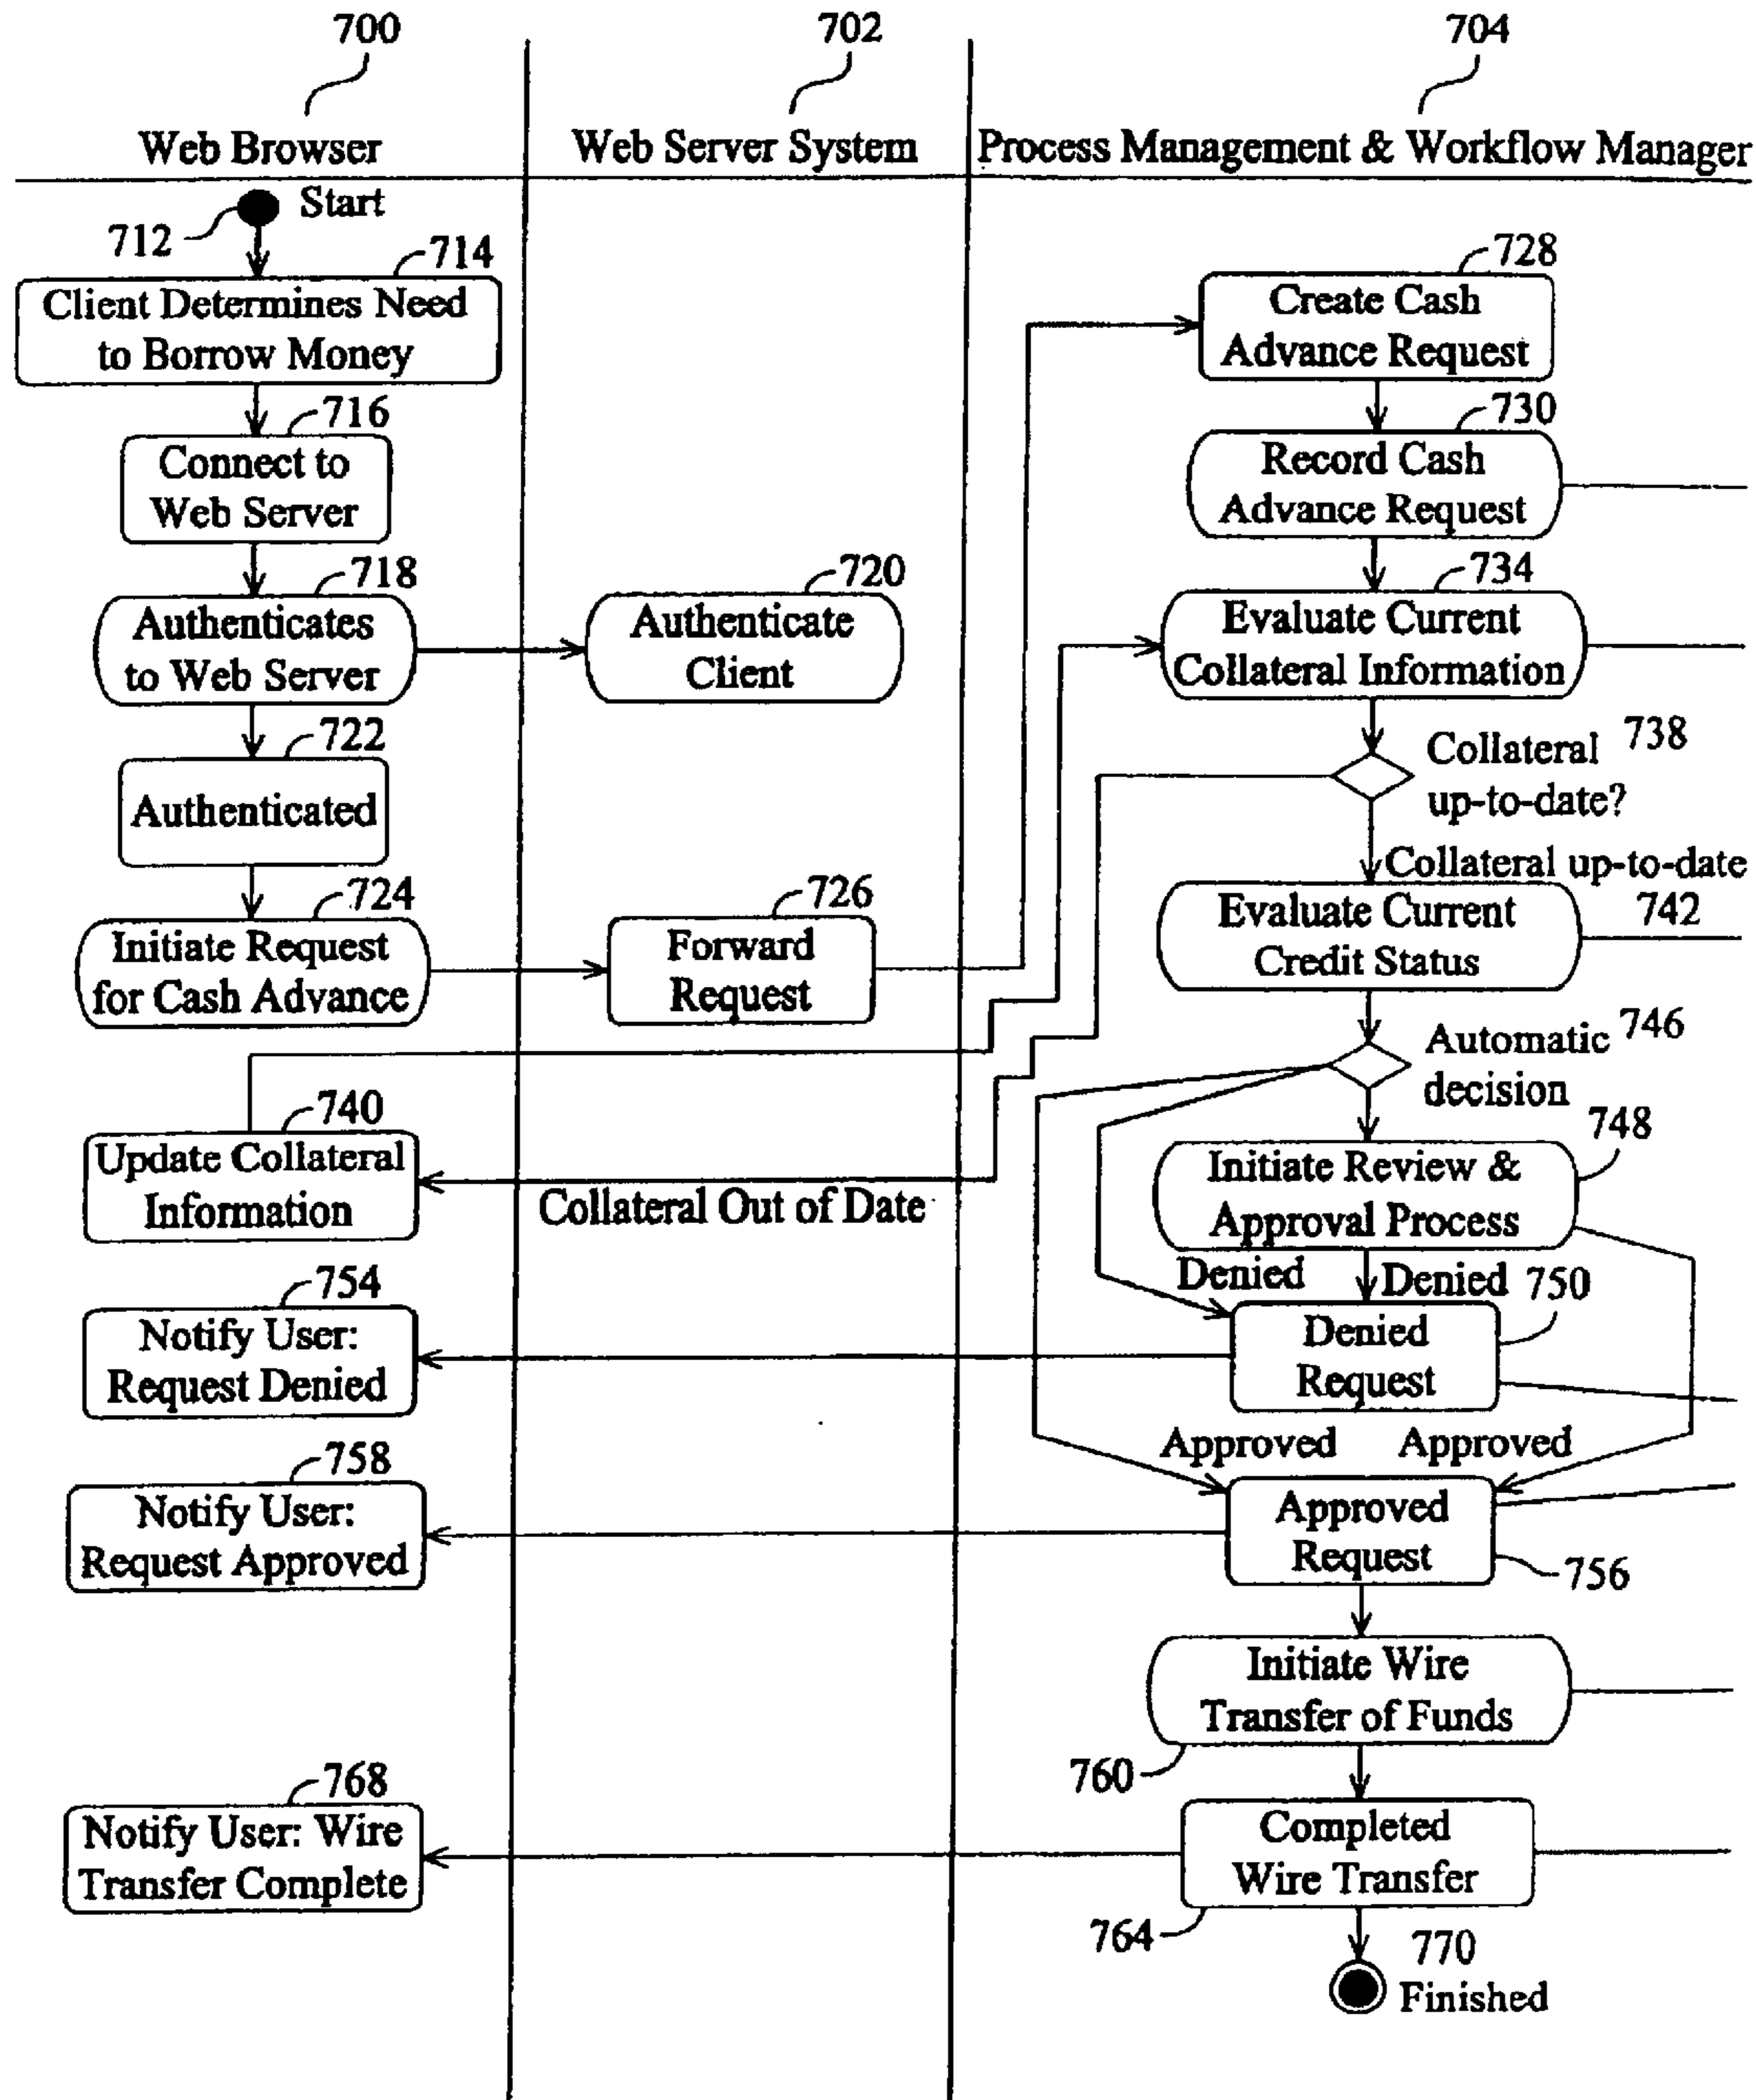 700
702
704
Web Browser
Web Server System
Process Management & Workflow Manager
Start
712
714
Client Determines Need
to Borrow Money
716
Connect to
Web Server
718
Authenticates
to Web Server
720
Authenticate
Client
722
Authenticated
724
Initiate Request
for Cash Advance
726
Forward
Request
728
Create Cash
Advance Request
730
Record Cash
Advance Request
734
Evaluate Current
Collateral Information
Collateral 738
up-to-date?
Collateral up-to-date
Evaluate Current
Credit Status
742
Automatic 746
decision
740
Update Collateral
Information
Collateral Out of Date
748
Initiate Review &
Approval Process
Denied
Denied 750
Denied
Request
754
Notify User:
Request Denied
Approved
Approved
758
Notify User:
Request Approved
Approved
Request
756
Initiate Wire
Transfer of Funds
760
768
Notify User: Wire
Transfer Complete
Completed
Wire Transfer
764
770
Finished